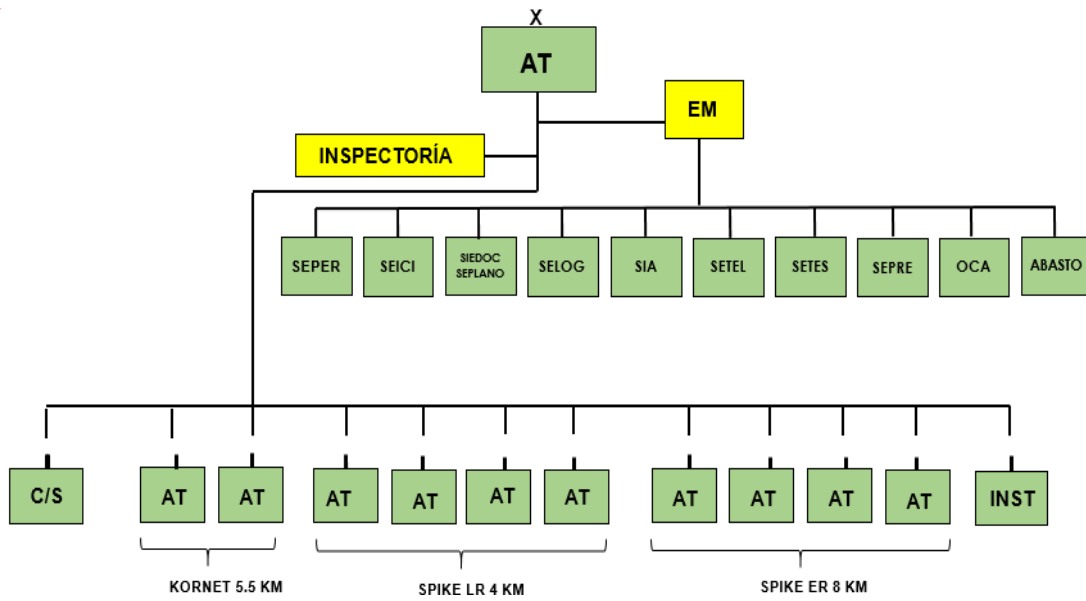 X
AT
EM
INSPECTORÍA
SEPER
SEICI
SIEDOC
SEPLANO
SELOG
SIA
SETEL
SETES
SEPRE
OCA
ABASTO
C/S
AT
AT
AT
AT
AT
AT
AT
AT
AT
AT
INST
KORNET 5.5 KM
SPIKE LR 4 KM
SPIKE ER 8 KM